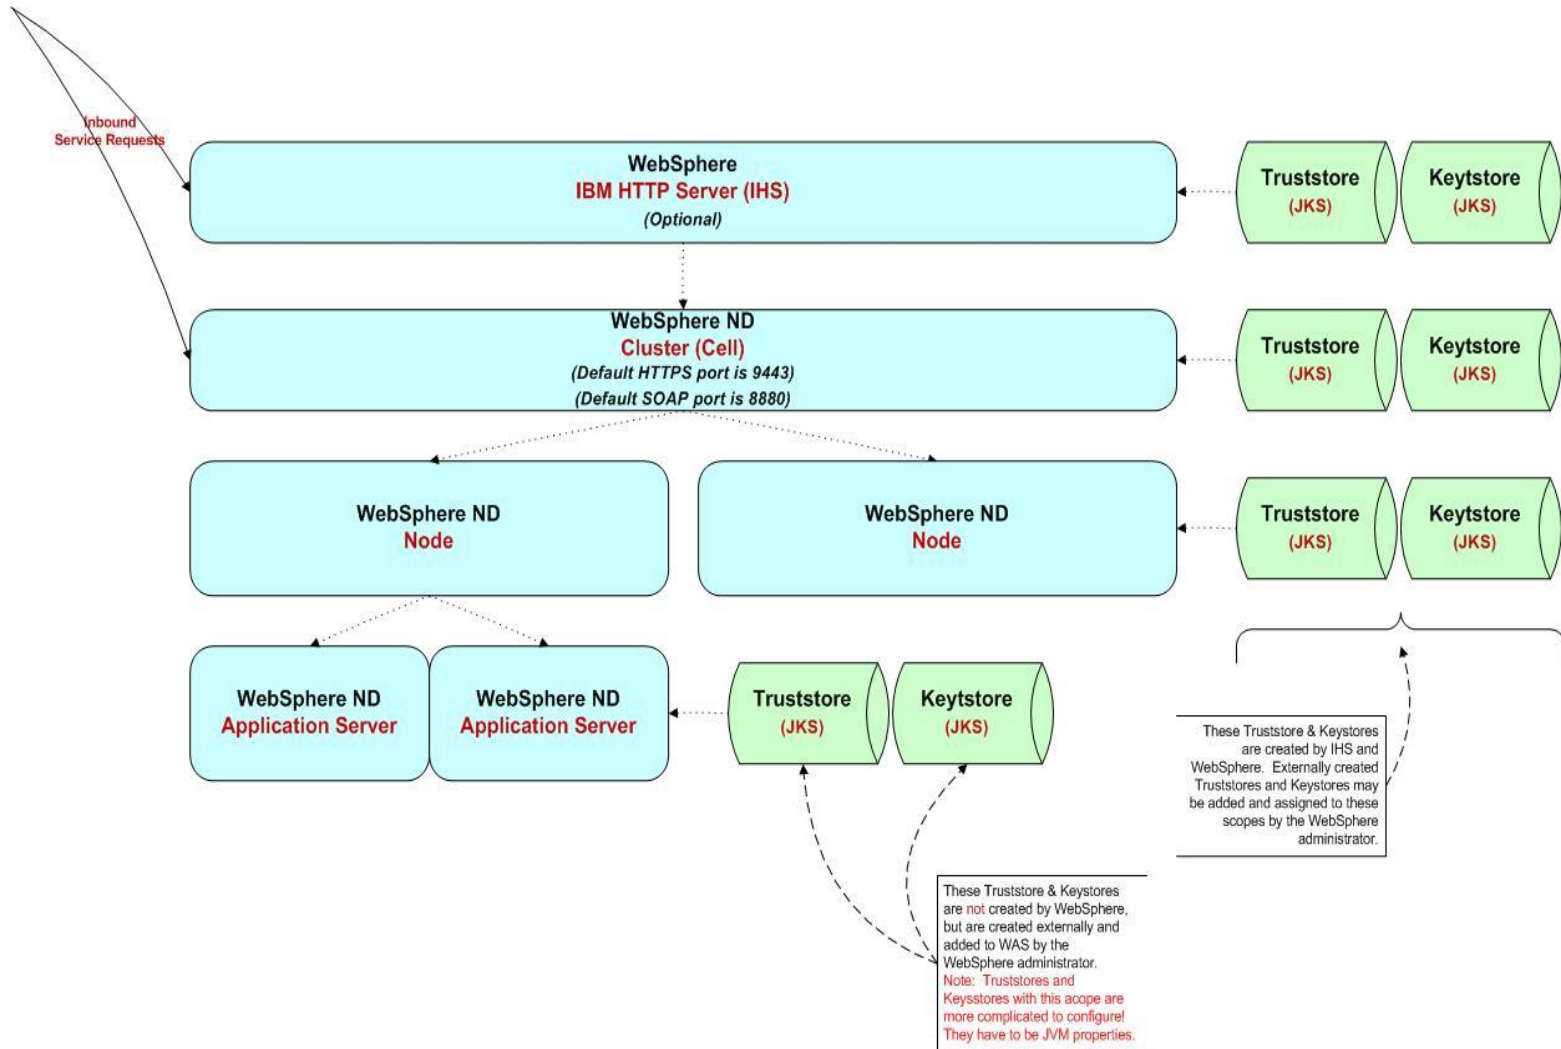 Inbound
Service Requests
WebSphere
IBM HTTP Server (IHS)
(Optional)
Truststore
(JKS)
Keytstore
(JKS)
WebSphere ND
Cluster (Cell)
(Default HTTPS port is 9443)
(Default SOAP port is 8880)
Truststore
(JKS)
Keytstore
(JKS)
WebSphere ND
Node
WebSphere ND
Node
Truststore
(JKS)
Keytstore
(JKS)
WebSphere ND
Application Server
WebSphere ND
Application Server
Truststore
(JKS)
Keytstore
(JKS)
These Truststore & Keystores
are created by IHS and
WebSphere. Externally created
Truststores and Keystores may
be added and assigned to these
scopes by the WebSphere
administrator.
These Truststore & Keystores
are not created by WebSphere,
but are created externally and
added to WAS by the
WebSphere administrator.
Note: Truststores and
Keysstores with this acope are
more complicated to configure!
They have to be JVM properties.